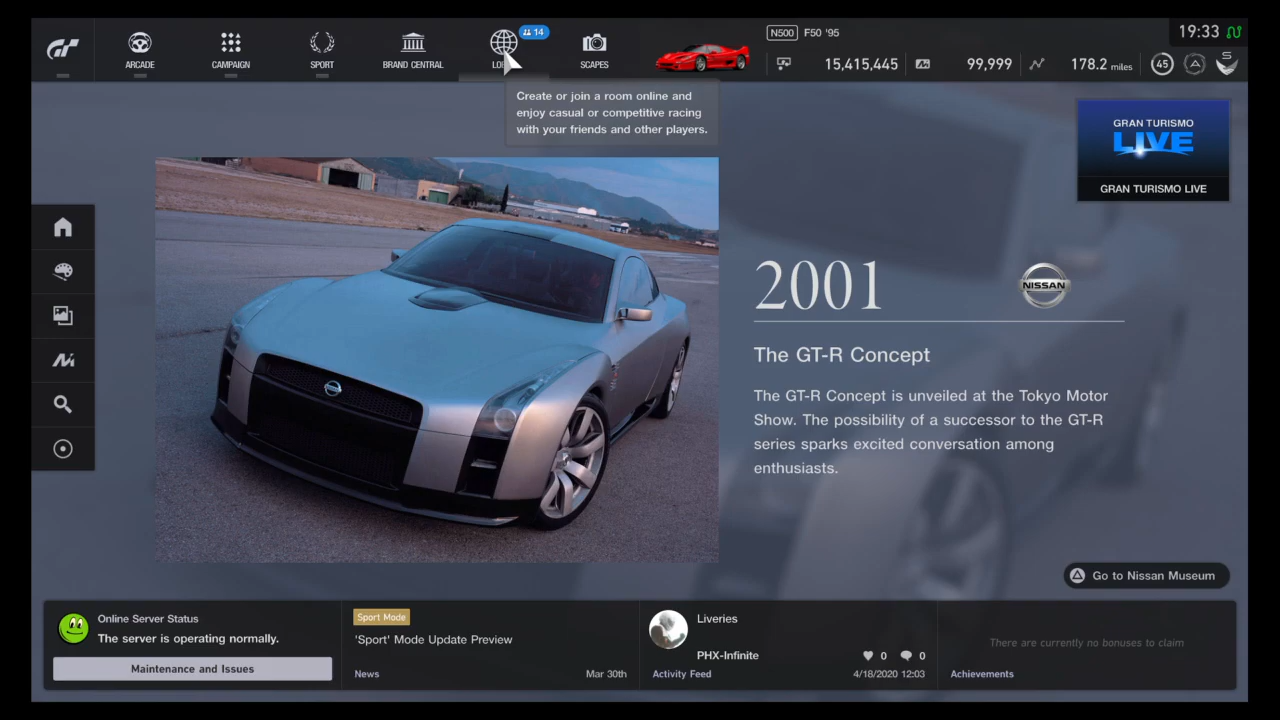 GT
ARCADE
CAMPAIGN
SPORT
BRAND CENTRAL
14
SCAPES
N500 F50 '95
15,415,445
99,999
178.2 miles
19:33
45
S
Create or join a room online and
enjoy casual or competitive racing
with your friends and other players.
GRAN TURISMO
LIVE
GRAN TURISMO LIVE
2001
NISSAN
The GT-R Concept
The GT-R Concept is unveiled at the Tokyo Motor
Show. The possibility of a successor to the GT-R
series sparks excited conversation among
enthusiasts.
Go to Nissan Museum
Online Server Status
The server is operating normally.
Maintenance and Issues
Sport Mode
'Sport' Mode Update Preview
News
Mar 30th
Liveries
PHX-Infinite
0
0
Activity Feed
4/18/2020 12:03
There are currently no bonuses to claim
Achievements